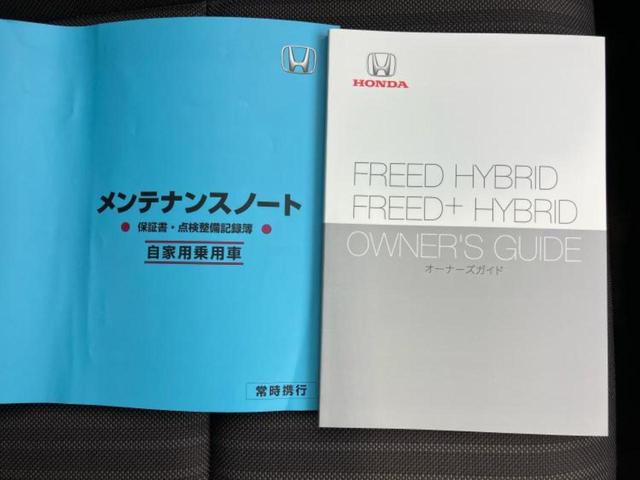 メンテナンスノート
● 保証書・点検整備記録簿 ●
自家用乗用車
常時携行
HONDA
FREED HYBRID
FREED+ HYBRID
OWNER'S GUIDE
オーナーズガイド